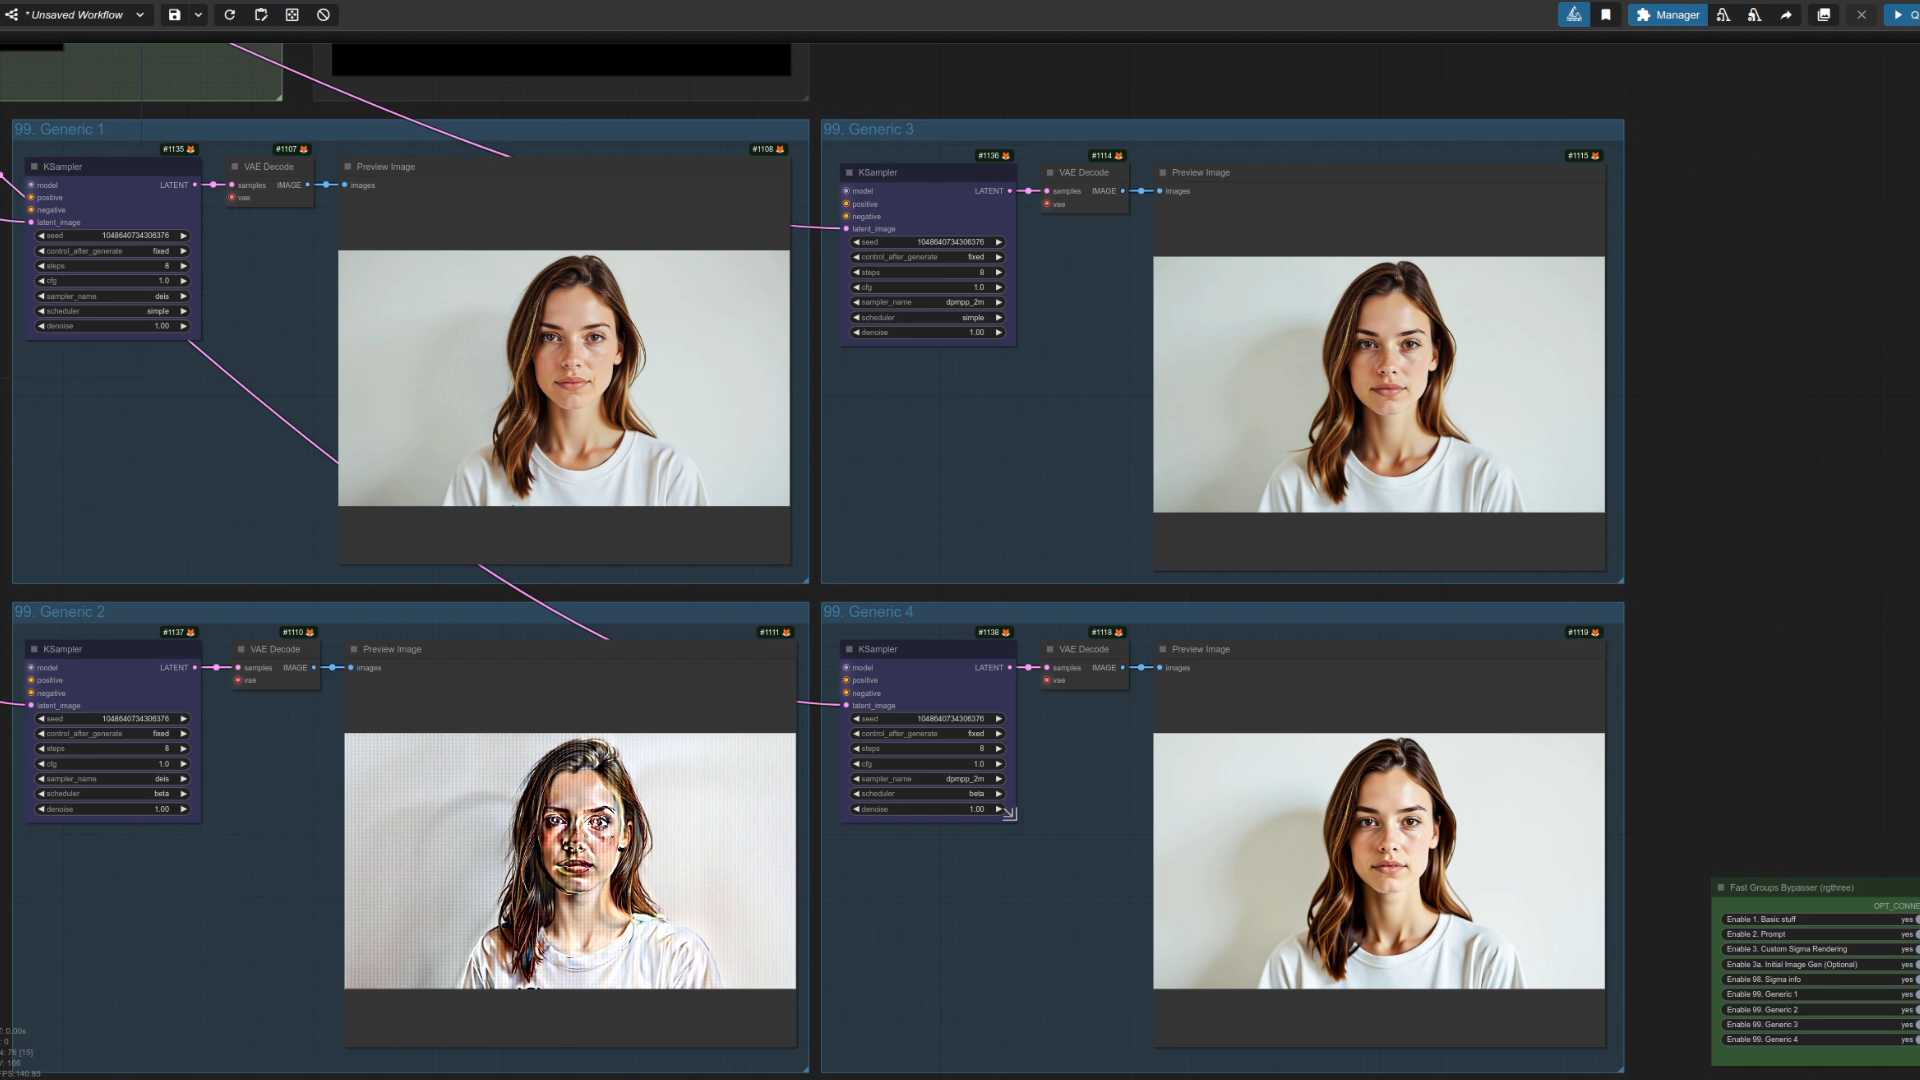 * Unsaved Workflow
Manager
Q
99. Generic 1
#1135
#1107
#1108
KSampler
VAE Decode
Preview Image
model
LATENT
samples
IMAGE
images
positive
vae
negative
latent_image
seed 1048640734306376
control_after_generate fixed
steps 8
cfg 1.0
sampler_name deis
scheduler simple
denoise 1.00
99. Generic 3
#1136
#1114
#1115
KSampler
VAE Decode
Preview Image
model
LATENT
samples
IMAGE
images
positive
vae
negative
latent_image
seed 1048640734306376
control_after_generate fixed
steps 8
cfg 1.0
sampler_name dpmpp_2m
scheduler simple
denoise 1.00
99. Generic 2
#1137
#1110
#1111
KSampler
VAE Decode
Preview Image
model
LATENT
samples
IMAGE
images
positive
vae
negative
latent_image
seed 1048640734306376
control_after_generate fixed
steps 8
cfg 1.0
sampler_name deis
scheduler beta
denoise 1.00
99. Generic 4
#1138
#1118
#1119
KSampler
VAE Decode
Preview Image
model
LATENT
samples
IMAGE
images
positive
vae
negative
latent_image
seed 1048640734306376
control_after_generate fixed
steps 8
cfg 1.0
sampler_name dpmpp_2m
scheduler beta
denoise 1.00
Fast Groups Bypasser (rgthree)
OPT_CONNE
Enable 1. Basic stuff yes
Enable 2. Prompt yes
Enable 3. Custom Sigma Rendering yes
Enable 3a. Initial Image Gen (Optional) yes
Enable 98. Sigma info yes
Enable 99. Generic 1 yes
Enable 99. Generic 2 yes
Enable 99. Generic 3 yes
Enable 99. Generic 4 yes
T: 0.00s
: 0
N: 76 [15]
V: 166
FPS:140.85